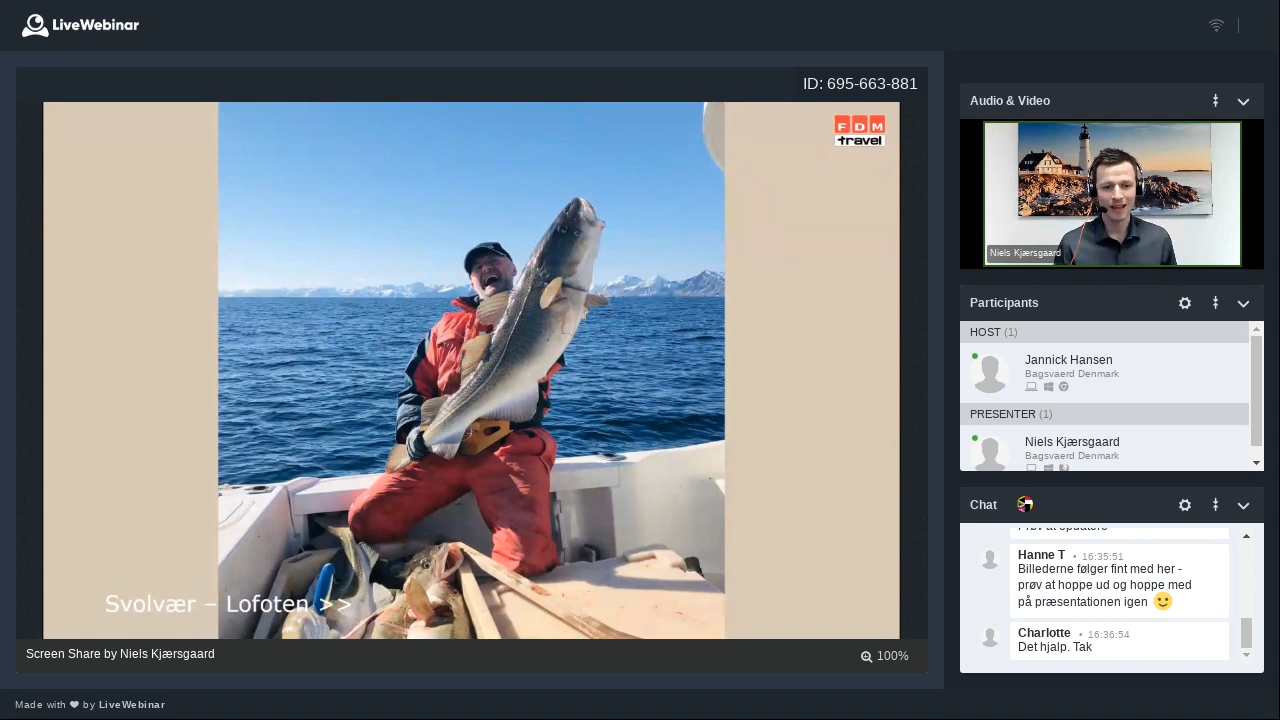 LiveWebinar
ID: 695-663-881
FDM
travel
Svolvær – Lofoten >>
Screen Share by Niels Kjærsgaard
100%
Audio & Video
Niels Kjærsgaard
Participants
HOST (1)
Jannick Hansen
Bagsvaerd Denmark
PRESENTER (1)
Niels Kjærsgaard
Bagsvaerd Denmark
Chat
Prøv at opdatere
Hanne T • 16:35:51
Billederne følger fint med her -
prøv at hoppe ud og hoppe med
på præsentationen igen 🙂
Charlotte • 16:36:54
Det hjalp. Tak
Made with ❤ by LiveWebinar